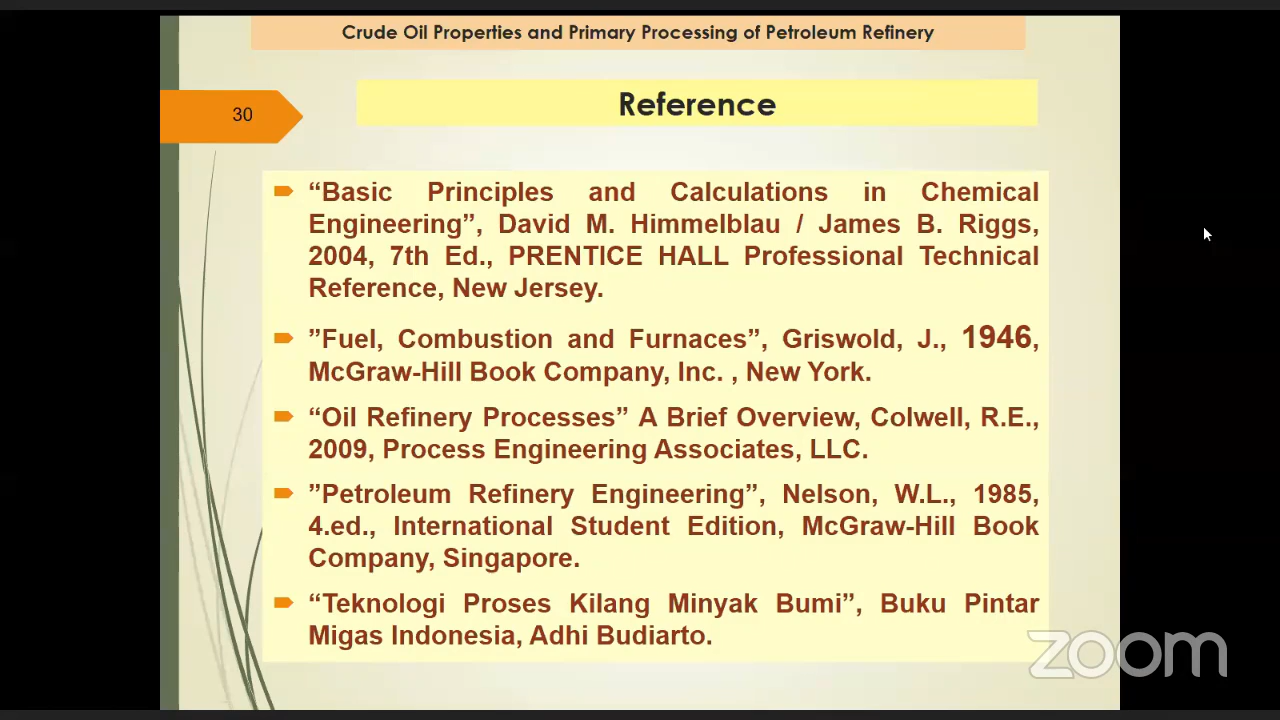 Crude Oil Properties and Primary Processing of Petroleum Refinery
Reference
30
“Basic Principles and Calculations in Chemical
Engineering”, David M. Himmelblau / James B. Riggs,
2004, 7th Ed., PRENTICE HALL Professional Technical
Reference, New Jersey.
”Fuel, Combustion and Furnaces”, Griswold, J., 1946,
McGraw-Hill Book Company, Inc. , New York.
“Oil Refinery Processes” A Brief Overview, Colwell, R.E.,
2009, Process Engineering Associates, LLC.
”Petroleum Refinery Engineering”, Nelson, W.L., 1985,
4.ed., International Student Edition, McGraw-Hill Book
Company, Singapore.
“Teknologi Proses Kilang Minyak Bumi”, Buku Pintar
Migas Indonesia, Adhi Budiarto.
zoom